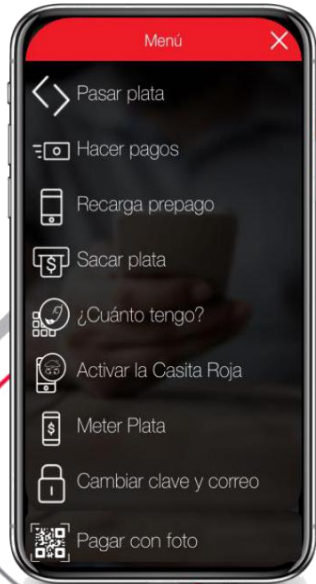 Menú
Pasar plata
Hacer pagos
Recarga prepago
Sacar plata
¿Cuánto tengo?
Activar la Casita Roja
Meter Plata
Cambiar clave y correo
Pagar con foto